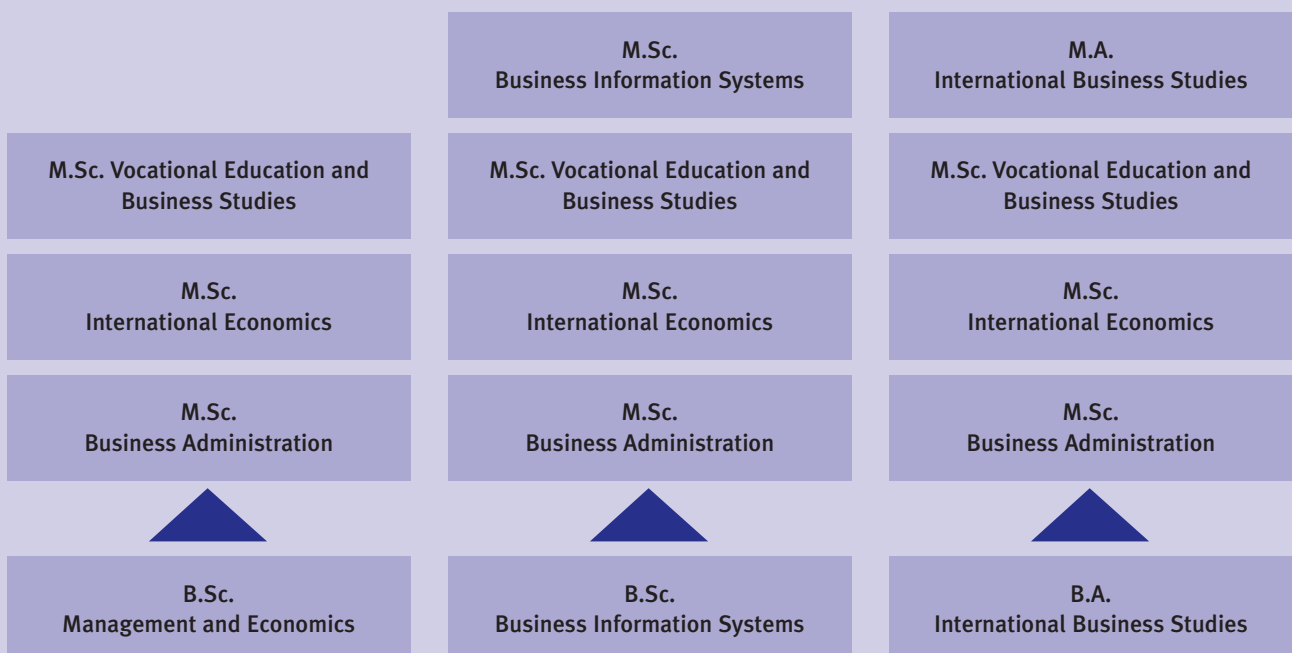 M.Sc.
Business Information Systems
M.A.
International Business Studies
M.Sc. Vocational Education and
Business Studies
M.Sc. Vocational Education and
Business Studies
M.Sc. Vocational Education and
Business Studies
M.Sc.
International Economics
M.Sc.
International Economics
M.Sc.
International Economics
M.Sc.
Business Administration
M.Sc.
Business Administration
M.Sc.
Business Administration
B.Sc.
Management and Economics
B.Sc.
Business Information Systems
B.A.
International Business Studies